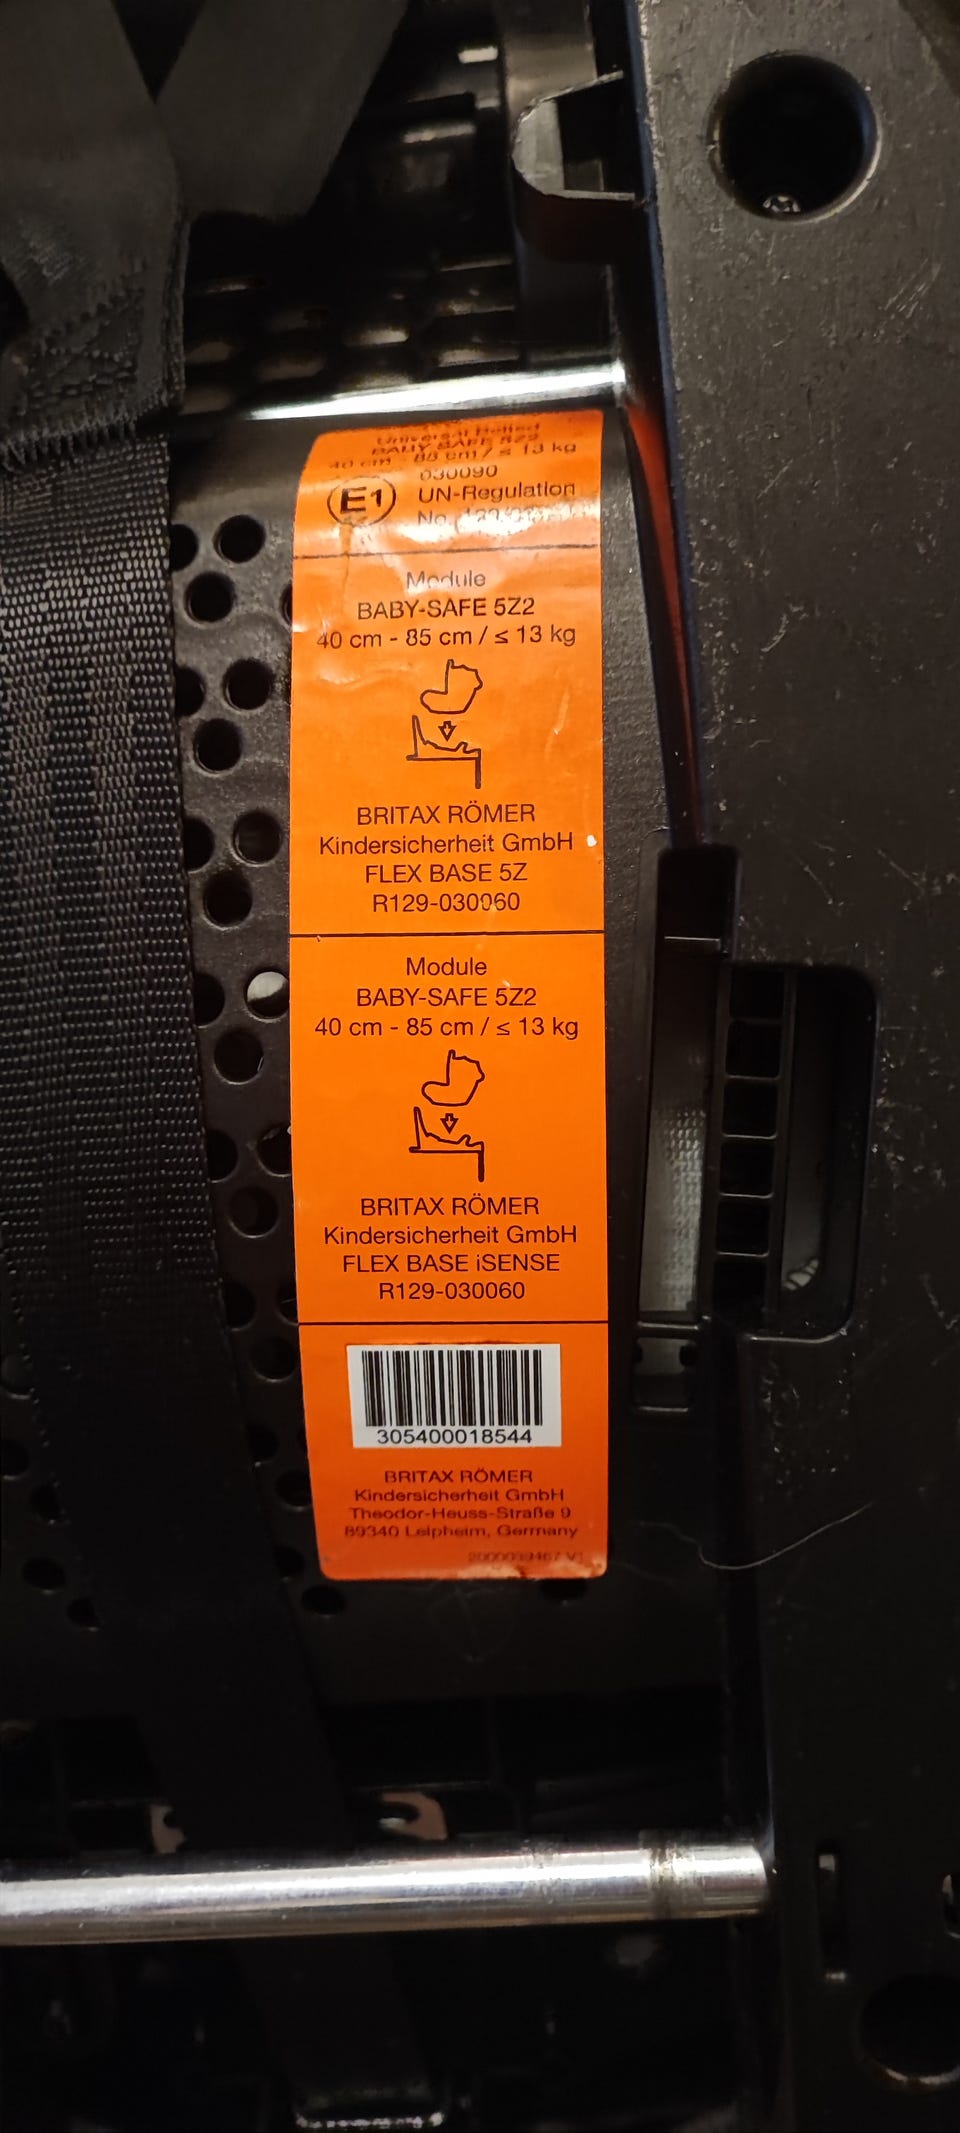 Universal Belted
BABY-SAFE 5Z2
40 cm - 85 cm / ≤ 13 kg
030090
E1
UN-Regulation
No.
Module
BABY-SAFE 5Z2
40 cm - 85 cm / ≤ 13 kg
BRITAX RÖMER
Kindersicherheit GmbH
FLEX BASE 5Z
R129-030060
Module
BABY-SAFE 5Z2
40 cm - 85 cm / ≤ 13 kg
BRITAX RÖMER
Kindersicherheit GmbH
FLEX BASE iSENSE
R129-030060
305400018544
BRITAX RÖMER
Kindersicherheit GmbH
Theodor-Heuss-Straße 9
89340 Leipheim, Germany